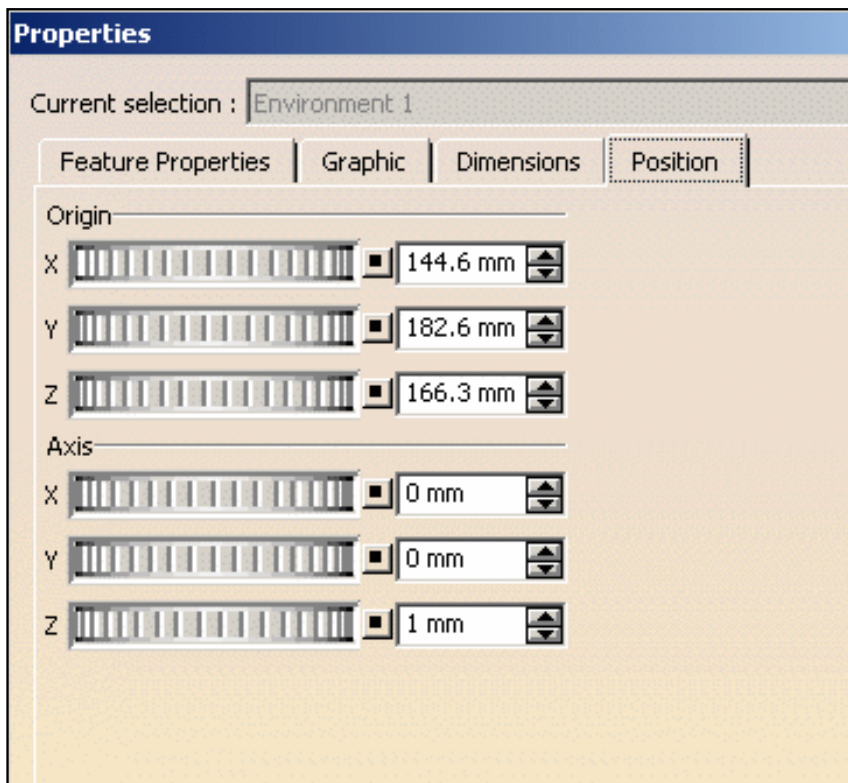 Properties
Current selection : Environment 1
Feature Properties Graphic Dimensions Position
Origin
X 144.6 mm
Y 182.6 mm
Z 166.3 mm
Axis
X 0 mm
Y 0 mm
Z 1 mm